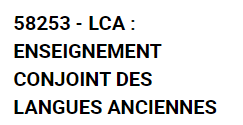 58253 - LCA :
ENSEIGNEMENT
CONJOINT DES
LANGUES ANCIENNES